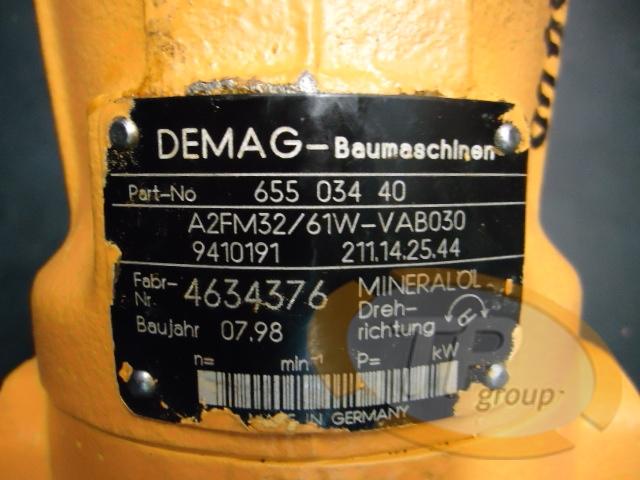 DEMAG-Baumaschinen
Part-No 655 034 40
A2FM32/61W-VAB030
9410191 211.14.25.44
Fabr-Nr. 4634376 MINERALÖL
Baujahr 07.98 Dreh-richtung
n= min⁻¹ P= kW
MADE IN GERMANY
group